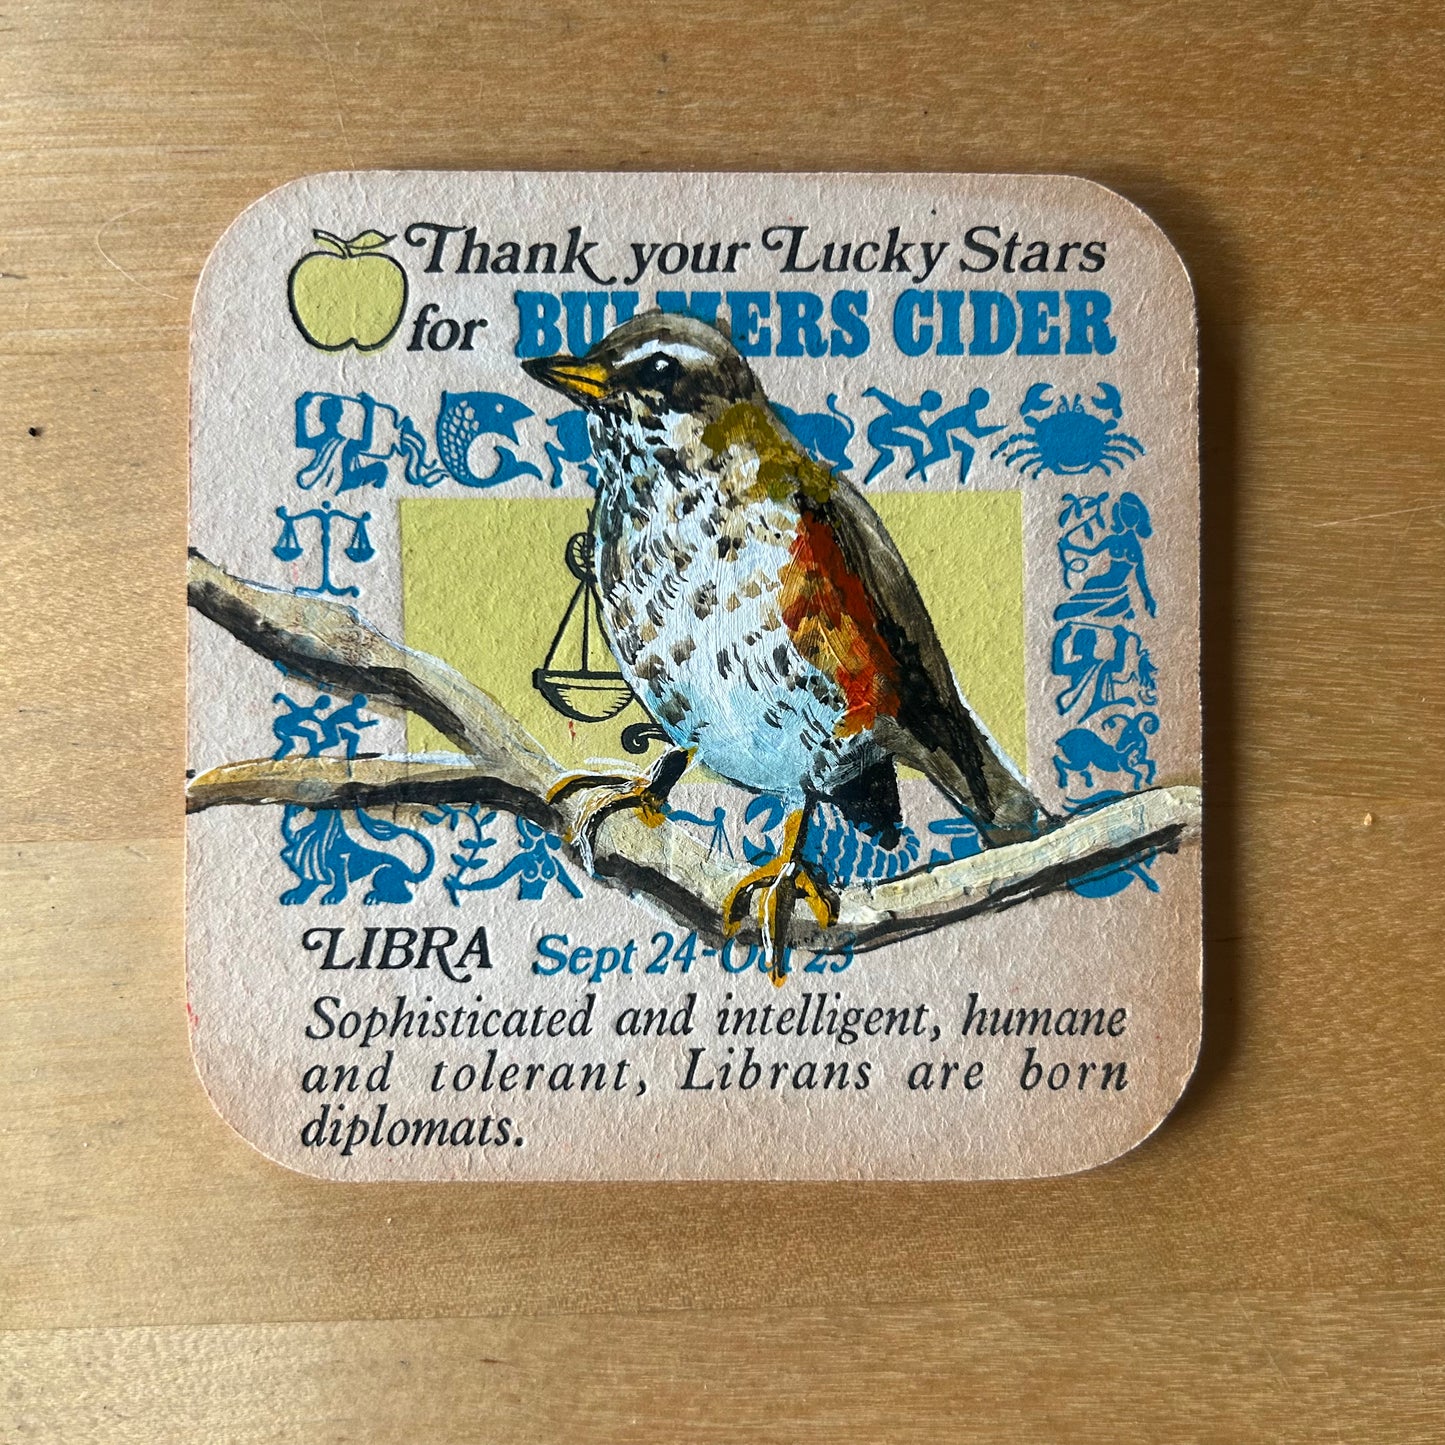 Thank your Lucky Stars
for BULMERS CIDER
LIBRA Sept 24-Oct 23
Sophisticated and intelligent, humane
and tolerant, Librans are born
diplomats.